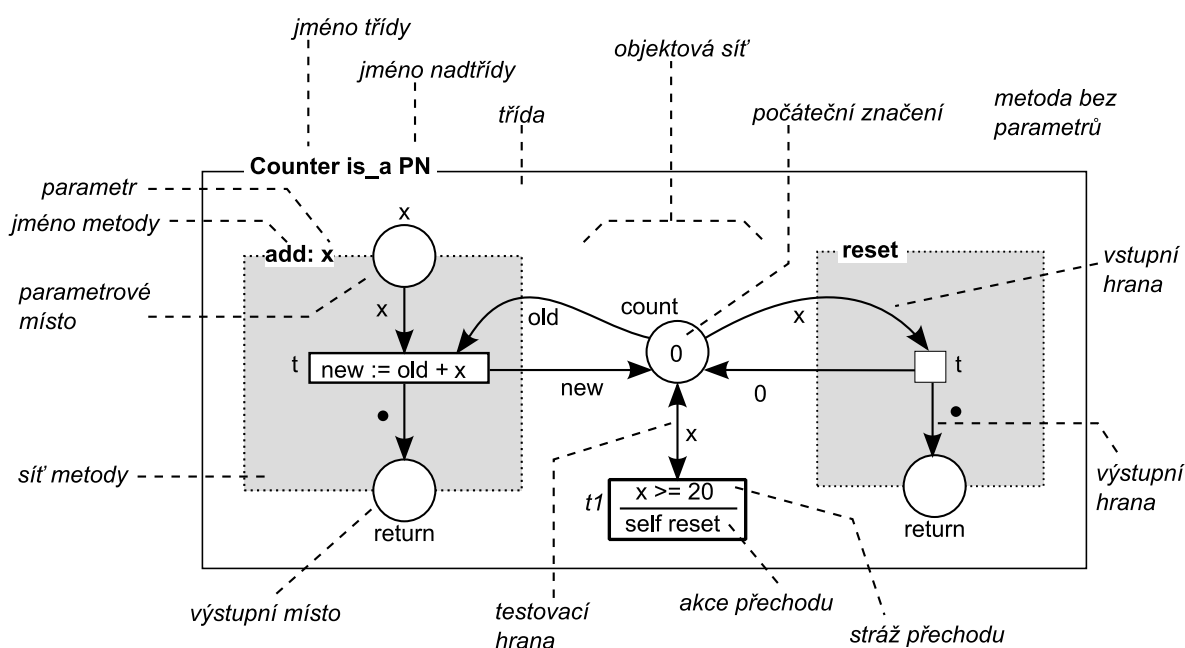 jméno třídy
objektová síť
jméno nadtřídy
třída
počáteční značení
metoda bez
parametrů
Counter is_a PN
parametr
jméno metody
x
add: x
reset
parametrové
místo
vstupní
hrana
x
old
count
x
0
t
new := old + x
new
0
t
x
síť metody
return
t1
x >= 20
self reset
return
výstupní
hrana
výstupní místo
testovací
hrana
akce přechodu
stráž přechodu